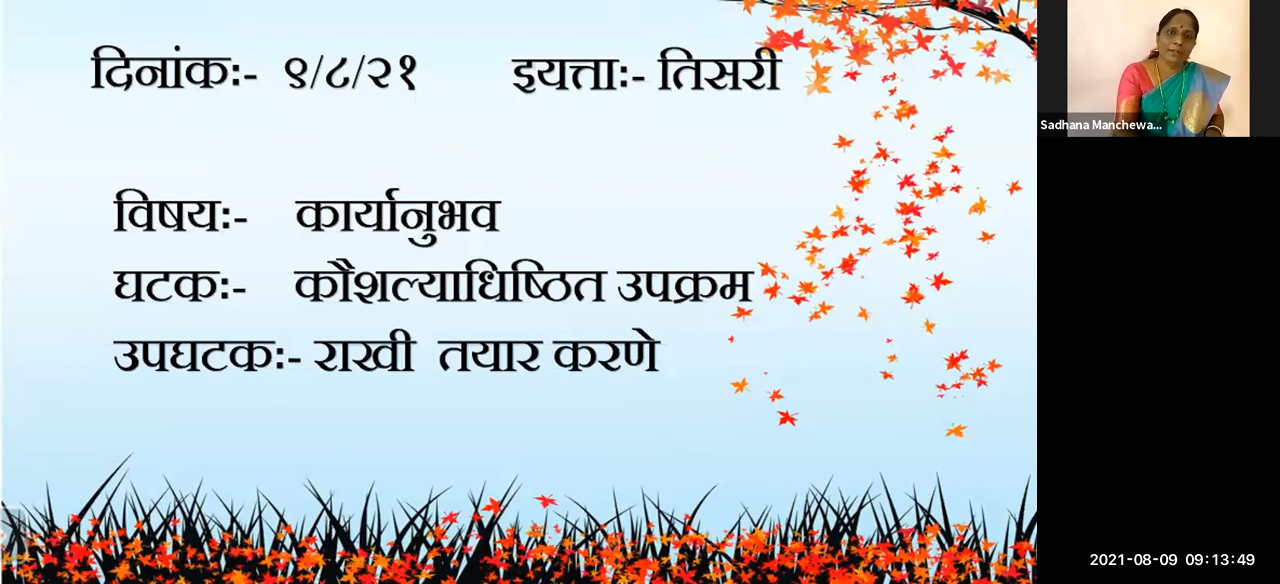 दिनांकः- ९/८/२१ इयत्ताः- तिसरी
Sadhana Manchewa...
विषयः- कार्यानुभव
घटकः- कौशल्याधिष्ठित उपक्रम
उपघटकः- राखी तयार करणे
2021-08-09 09:13:49